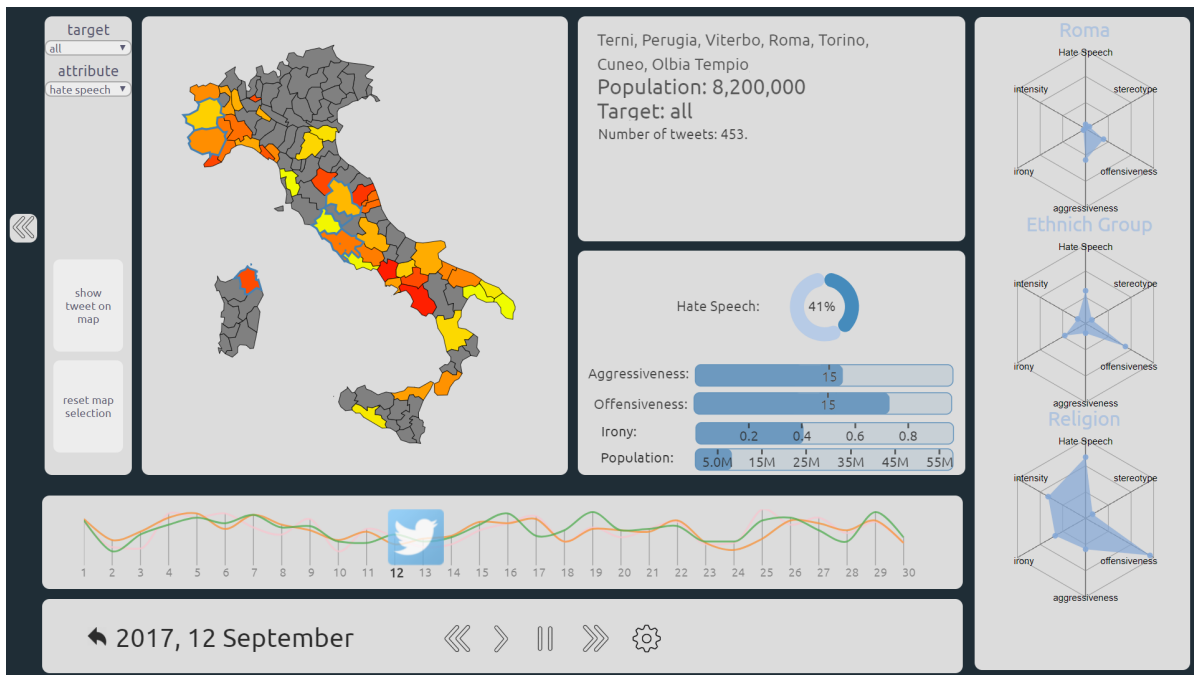 target
all
attribute
hate speech
show
tweet on
map
reset map
selection
Terni, Perugia, Viterbo, Roma, Torino,
Cuneo, Olbia Tempio
Population: 8,200,000
Target: all
Number of tweets: 453.
Hate Speech:
41%
Aggressiveness:
15
Offensiveness:
15
Irony:
0.2 0.4 0.6 0.8
Population:
5.0M 15M 25M 35M 45M 55M
Roma
Hate Speech
intensity
stereotype
irony
offensiveness
aggressiveness
Ethnich Group
Hate Speech
intensity
stereotype
irony
offensiveness
aggressiveness
Religion
Hate Speech
intensity
stereotype
irony
offensiveness
aggressiveness
1 2 3 4 5 6 7 8 9 10 11 12 13 14 15 16 17 18 19 20 21 22 23 24 25 26 27 28 29 30
2017, 12 September